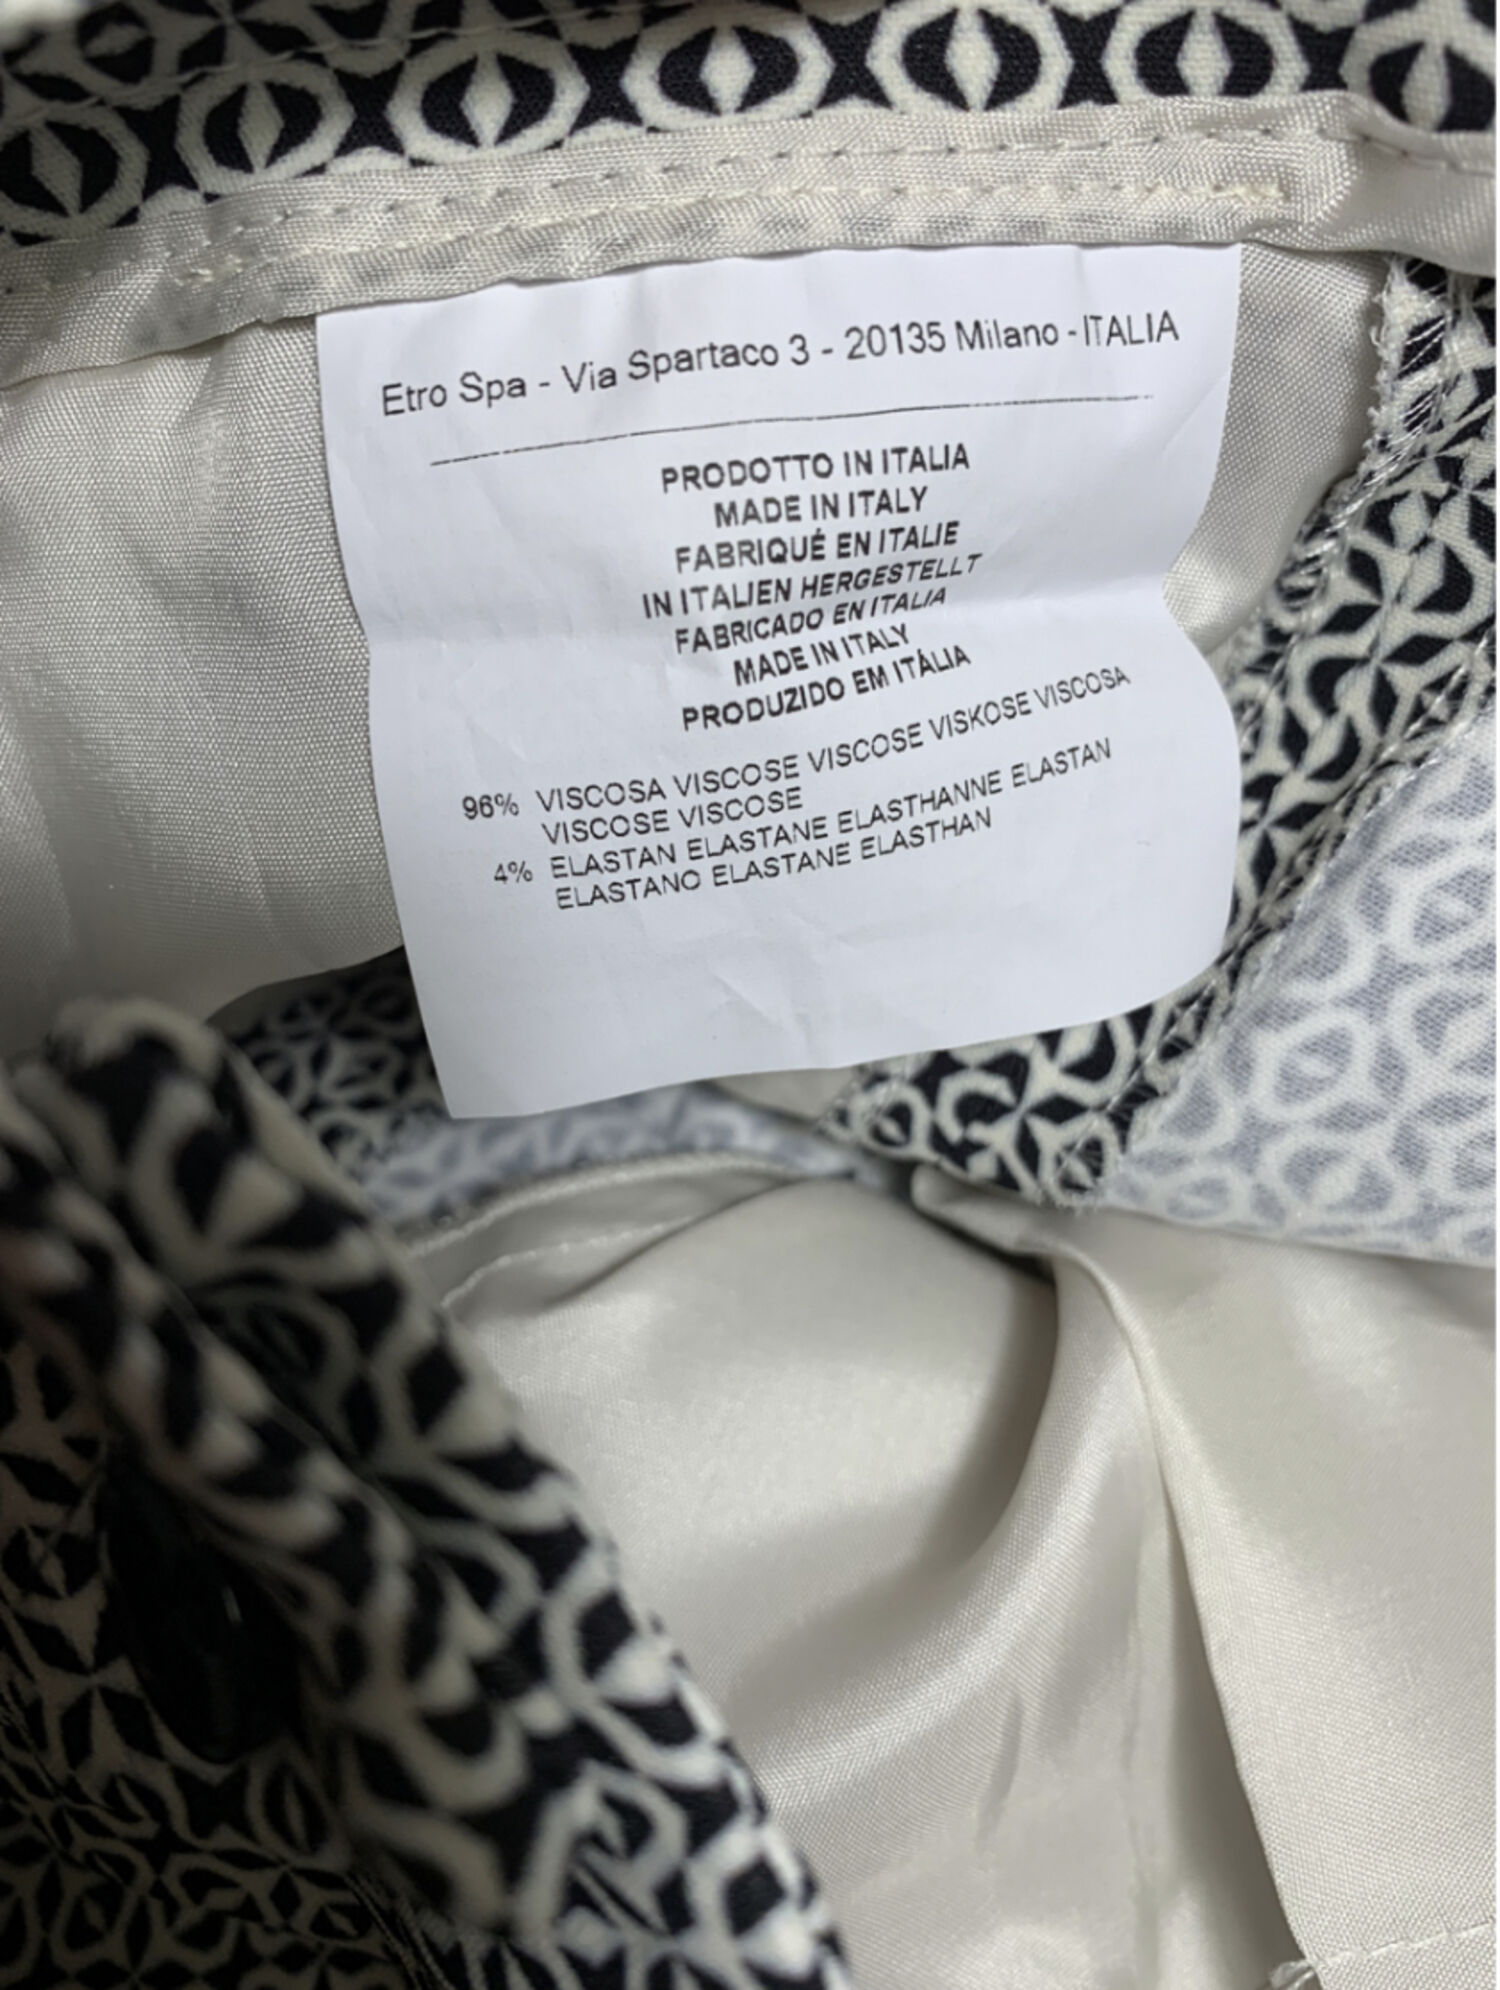 Etro Spa - Via Spartaco 3 - 20135 Milano - ITALIA
PRODOTTO IN ITALIA
MADE IN ITALY
FABRIQUÉ EN ITALIE
IN ITALIEN HERGESTELLT
FABRICADO EN ITALIA
MADE IN ITALY
PRODUZIDO EM ITÁLIA
96% VISCOSA VISCOSE VISCOSE VISKOSE VISCOSA
VISCOSE VISCOSE
4% ELASTAN ELASTANE ELASTHANNE ELASTAN
ELASTANO ELASTANE ELASTHAN